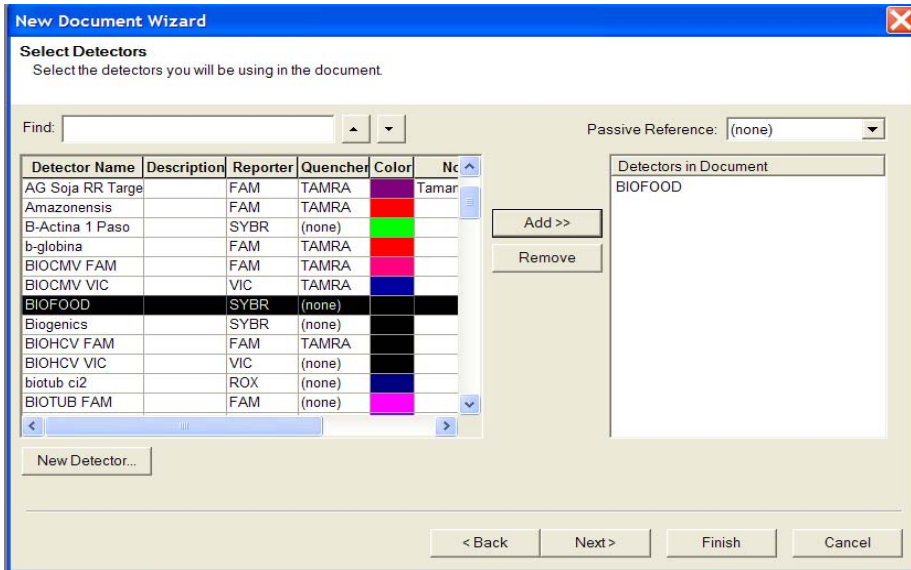 New Document Wizard
Select Detectors
Select the detectors you will be using in the document.
Find:
Passive Reference: (none)
Detector Name Description Reporter Quencher Color Nc
AG Soja RR Targe FAM TAMRA Tamar
Amazonensis FAM TAMRA
B-Actina 1 Paso SYBR (none)
b-globina FAM TAMRA
BIOCMV FAM FAM TAMRA
BIOCMV VIC VIC TAMRA
BIOFOOD SYBR (none)
Biogenics SYBR (none)
BIOHCV FAM FAM TAMRA
BIOHCV VIC VIC (none)
biotub ci2 ROX (none)
BIOTUB FAM FAM (none)
Add >>
Remove
Detectors in Document
BIOFOOD
New Detector...
< Back Next > Finish Cancel